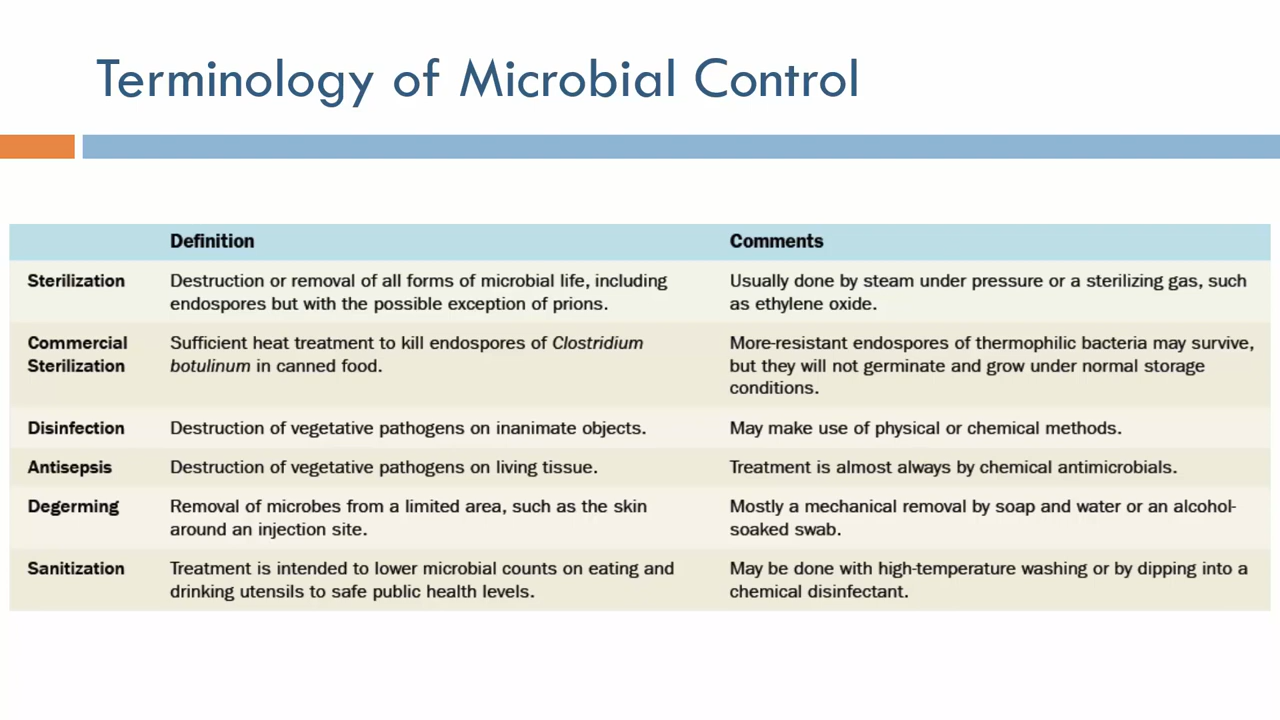 Terminology of Microbial Control
Definition Comments
Sterilization Destruction or removal of all forms of microbial life, including Usually done by steam under pressure or a sterilizing gas, such
endospores but with the possible exception of prions. as ethylene oxide.
Commercial Sufficient heat treatment to kill endospores of Clostridium More-resistant endospores of thermophilic bacteria may survive,
Sterilization botulinum in canned food. but they will not germinate and grow under normal storage
conditions.
Disinfection Destruction of vegetative pathogens on inanimate objects. May make use of physical or chemical methods.
Antisepsis Destruction of vegetative pathogens on living tissue. Treatment is almost always by chemical antimicrobials.
Degerming Removal of microbes from a limited area, such as the skin Mostly a mechanical removal by soap and water or an alcohol-
around an injection site. soaked swab.
Sanitization Treatment is intended to lower microbial counts on eating and May be done with high-temperature washing or by dipping into a
drinking utensils to safe public health levels. chemical disinfectant.